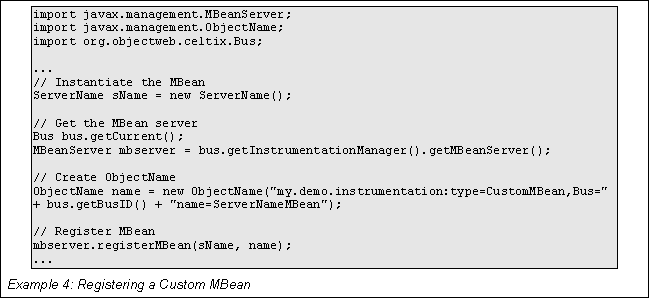 import javax.management.MBeanServer;
import javax.management.ObjectName;
import org.objectweb.celtix.Bus;

...
// Instantiate the MBean
ServerName sName = new ServerName();

// Get the MBean server
Bus bus.getCurrent();
MBeanServer mbserver = bus.getInstrumentationManager().getMBeanServer();

// Create ObjectName
ObjectName name = new ObjectName("my.demo.instrumentation:type=CustomMBean,Bus="
+ bus.getBusID() + "name=ServerNameMBean");

// Register MBean
mbserver.registerMBean(sName, name);
...
Example 4: Registering a Custom MBean